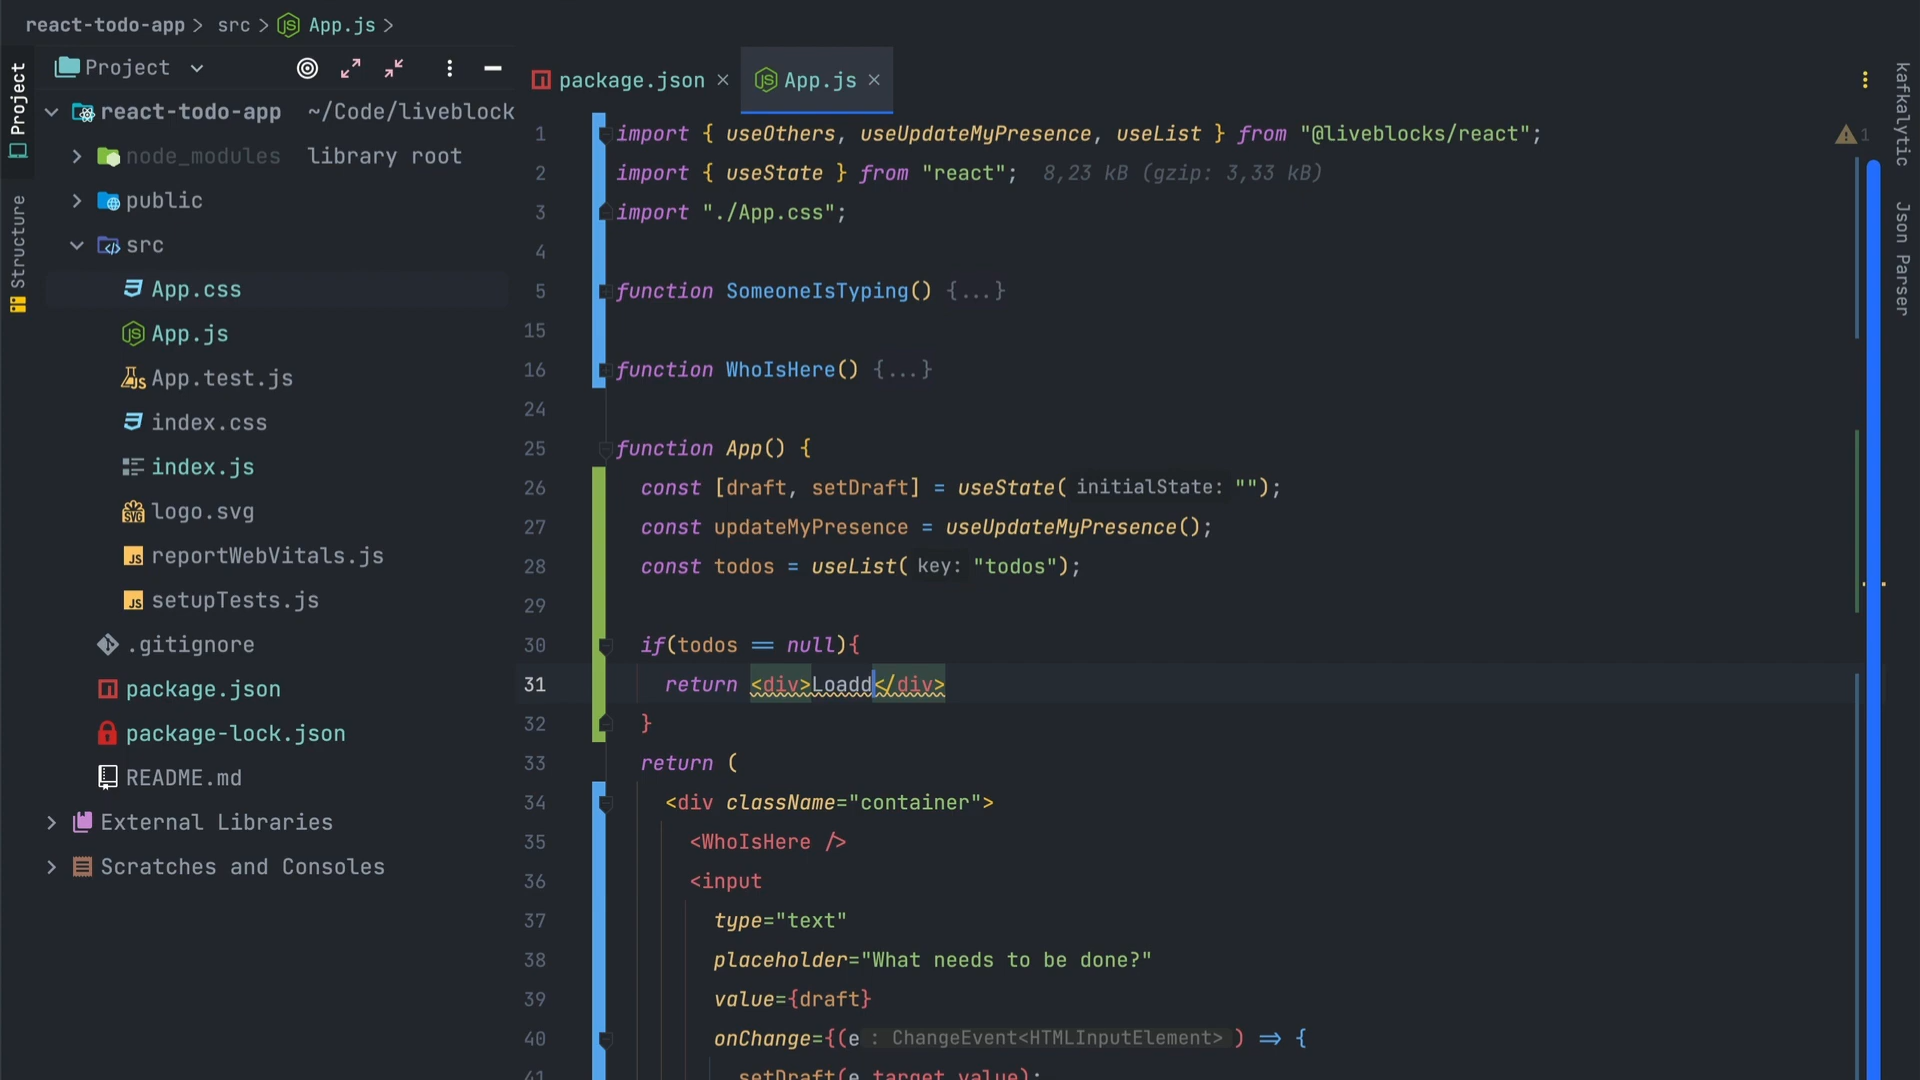 react-todo-app > src > App.js >
Project
Structure
Project
react-todo-app ~/Code/liveblock
node_modules library root
public
src
App.css
App.js
App.test.js
index.css
index.js
logo.svg
reportWebVitals.js
setupTests.js
.gitignore
package.json
package-lock.json
README.md
External Libraries
Scratches and Consoles
package.json × App.js ×
1 import { useOthers, useUpdateMyPresence, useList } from "@liveblocks/react";
2 import { useState } from "react"; 8,23 kB (gzip: 3,33 kB)
3 import "./App.css";
4
5 function SomeoneIsTyping() {...}
15
16 function WhoIsHere() {...}
24
25 function App() {
26 const [draft, setDraft] = useState( initialState: "");
27 const updateMyPresence = useUpdateMyPresence();
28 const todos = useList( key: "todos");
29
30 if(todos == null){
31 return <div>Loadd</div>
32 }
33 return (
34 <div className="container">
35 <WhoIsHere />
36 <input
37 type="text"
38 placeholder="What needs to be done?"
39 value={draft}
40 onChange={(e : ChangeEvent<HTMLInputElement> ) => {
41 setDraft(e.target.value);
1
kafkalytic
Json Parser